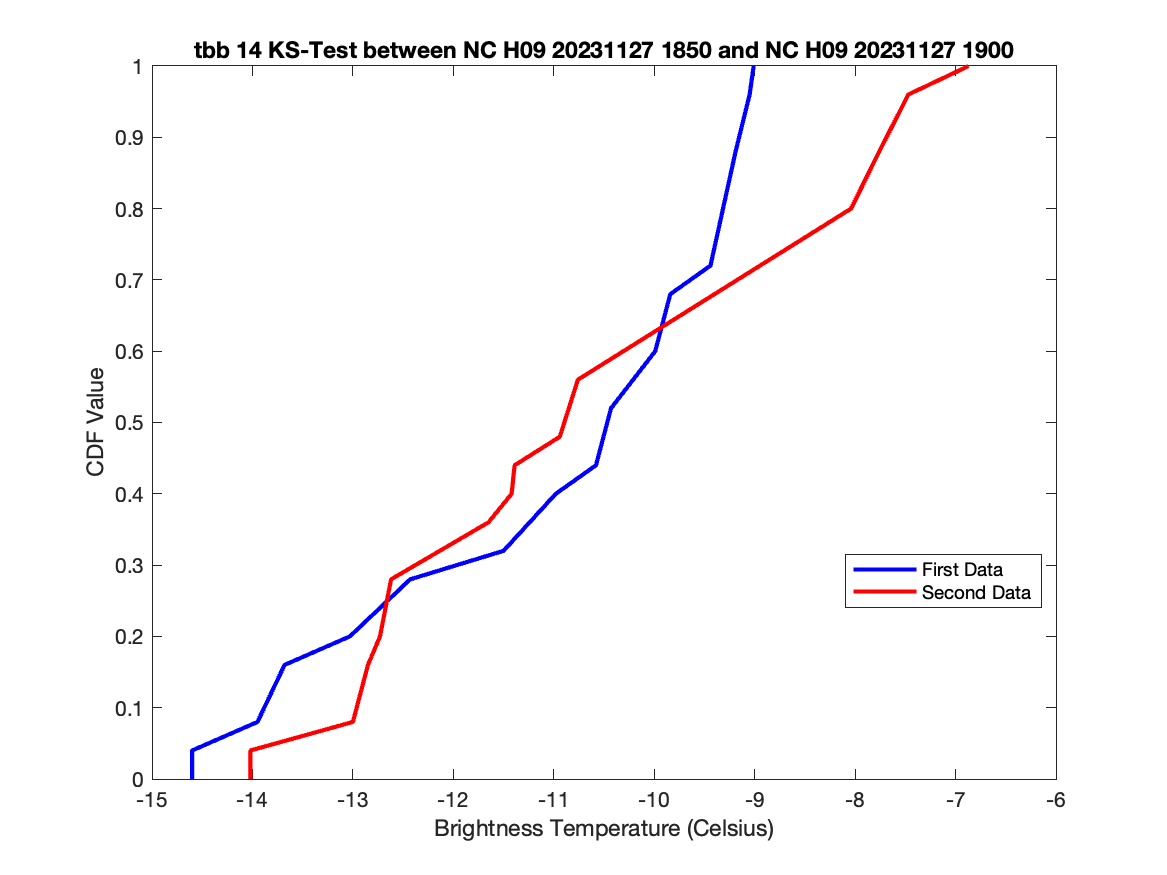 tbb 14 KS-Test between NC H09 20231127 1850 and NC H09 20231127 1900
1
0.9
0.8
0.7
0.6
0.5
0.4
0.3
0.2
0.1
0
CDF Value
First Data
Second Data
-15 -14 -13 -12 -11 -10 -9 -8 -7 -6
Brightness Temperature (Celsius)